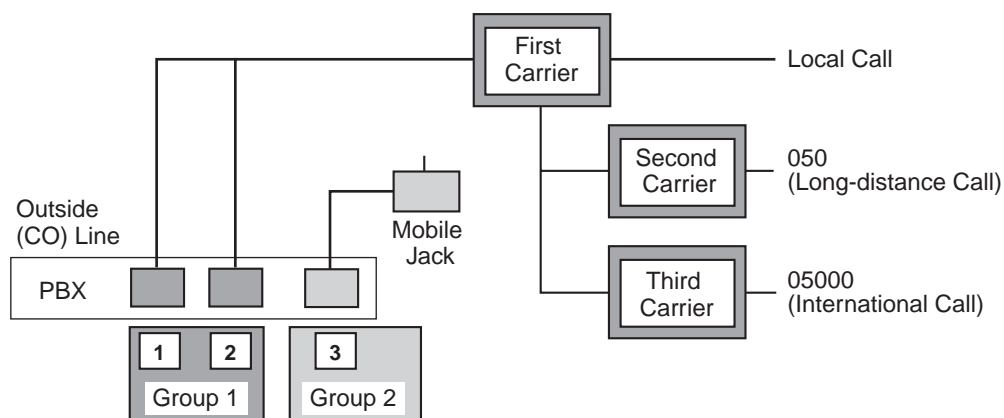 First
Carrier
Local Call
Second
Carrier
050
(Long-distance Call)
Outside
(CO) Line
Mobile
Jack
PBX
Third
Carrier
05000
(International Call)
1
2
3
Group 1
Group 2